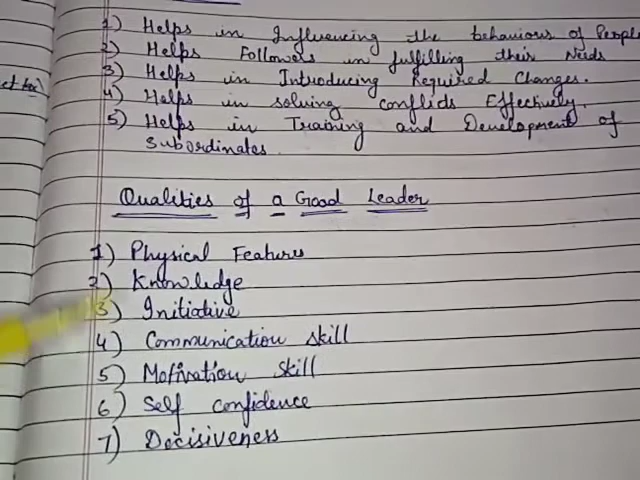 1) Helps in Influencing the behaviour of People
2) Helps Followers in fulfilling their Needs
3) Helps in Introducing Required Changes.
4) Helps in solving conflicts Effectively.
5) Helps in Training and Development of
Subordinates.
Qualities of a Good Leader
1) Physical Features
2) Knowledge
3) Initiative
4) Communication skill
5) Motivation skill
6) Self confidence
7) Decisiveness